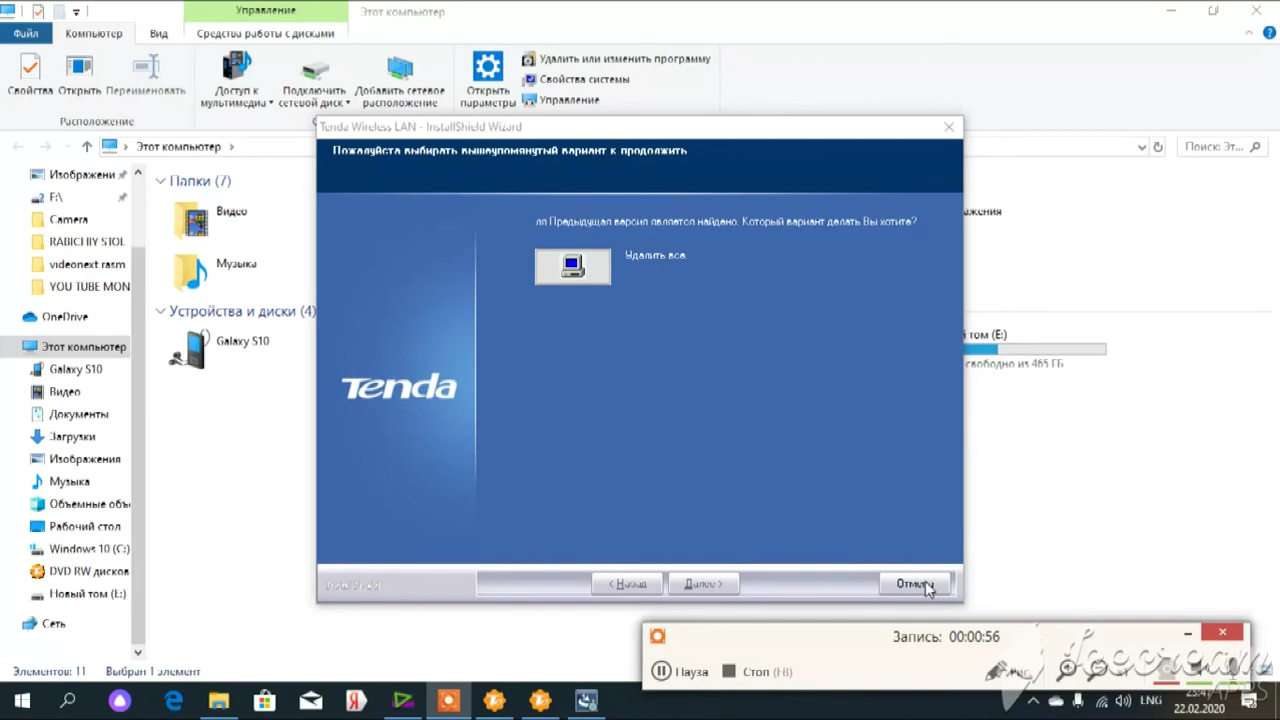 Управление
Этот компьютер
Файл
Компьютер
Вид
Средства работы с дисками
Свойства
Открыть
Переименовать
Доступ к мультимедиа
Подключить сетевой диск
Добавить сетевое расположение
Открыть параметры
Удалить или изменить программу
Свойства системы
Управление
Расположение
Этот компьютер
Поиск: Эт...
Tenda Wireless LAN - InstallShield Wizard
Пожалуйста выбирать вышеупомянутый вариант к продолжить
ля Предыдущая версия является найдено. Который вариант делать Вы хотите?
Удалить все.
Tenda
InstallShield
< Назад
Далее >
Отмена
Изображени
F:\
Camera
RABICHIY STOL
videonext rasm
YOU TUBE MON
OneDrive
Этот компьютер
Galaxy S10
Видео
Документы
Загрузки
Изображения
Музыка
Объемные объ
Рабочий стол
Windows 10 (C:)
DVD RW дисков
Новый том (E:)
Сеть
Папки (7)
Видео
Музыка
Устройства и диски (4)
Galaxy S10
ажения
й том (E:)
свободно из 465 ГБ
Элементов: 11
Выбран 1 элемент
Запись: 00:00:56
Пауза
Стоп (F8)
Icecream
APPS
ENG
22.02.2020